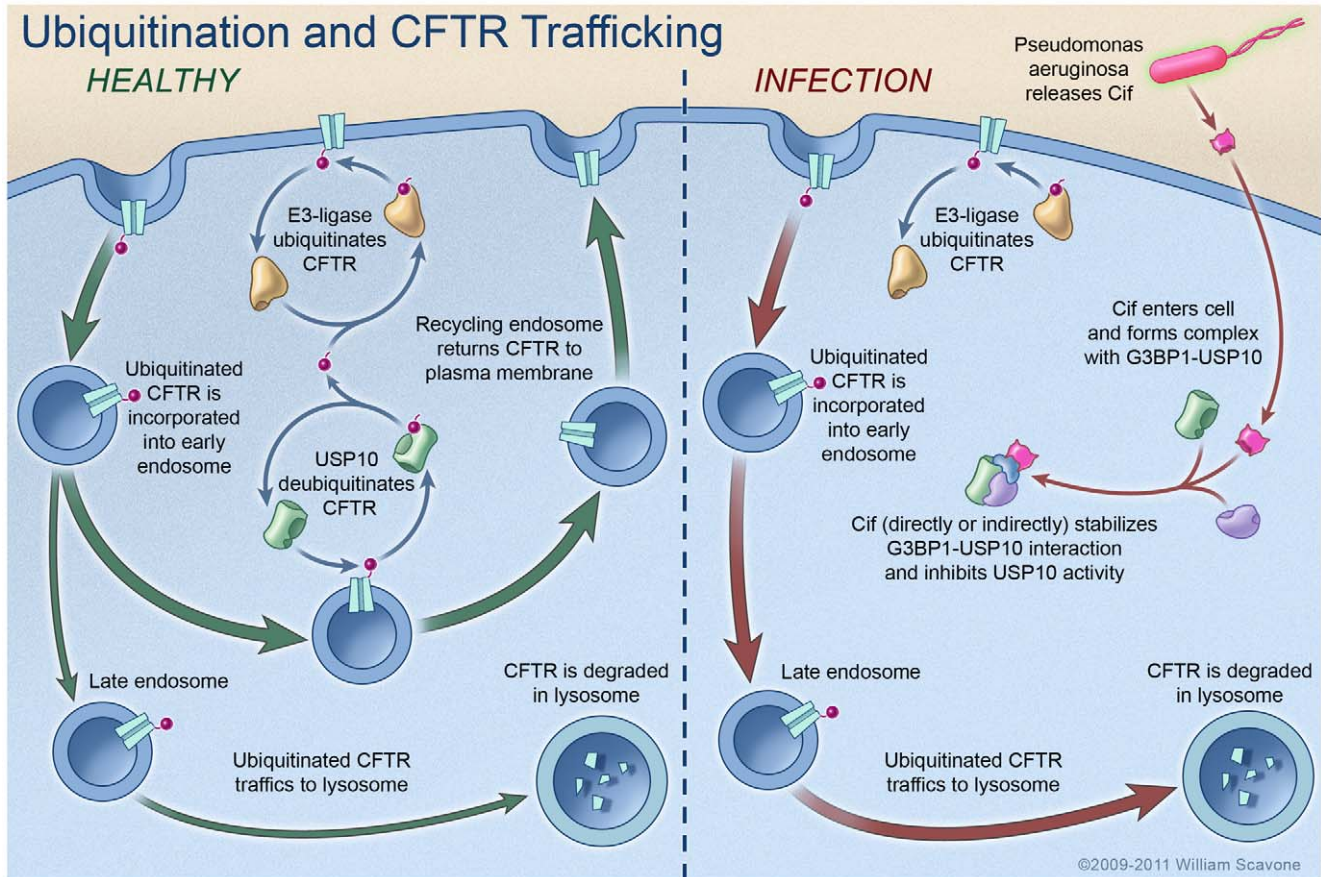 Ubiquitination and CFTR Trafficking
HEALTHY
E3-ligase
ubiquitinates
CFTR
Recycling endosome
returns CFTR to
plasma membrane
Ubiquitinated
CFTR is
incorporated
into early
endosome
USP10
deubiquitinates
CFTR
Late endosome
Ubiquitinated CFTR
traffics to lysosome
CFTR is degraded
in lysosome
INFECTION
Pseudomonas
aeruginosa
releases Cif
E3-ligase
ubiquitinates
CFTR
Cif enters cell
and forms complex
with G3BP1-USP10
Ubiquitinated
CFTR is
incorporated
into early
endosome
Cif (directly or indirectly) stabilizes
G3BP1-USP10 interaction
and inhibits USP10 activity
Late endosome
Ubiquitinated CFTR
traffics to lysosome
CFTR is degraded
in lysosome
©2009-2011 William Scavone